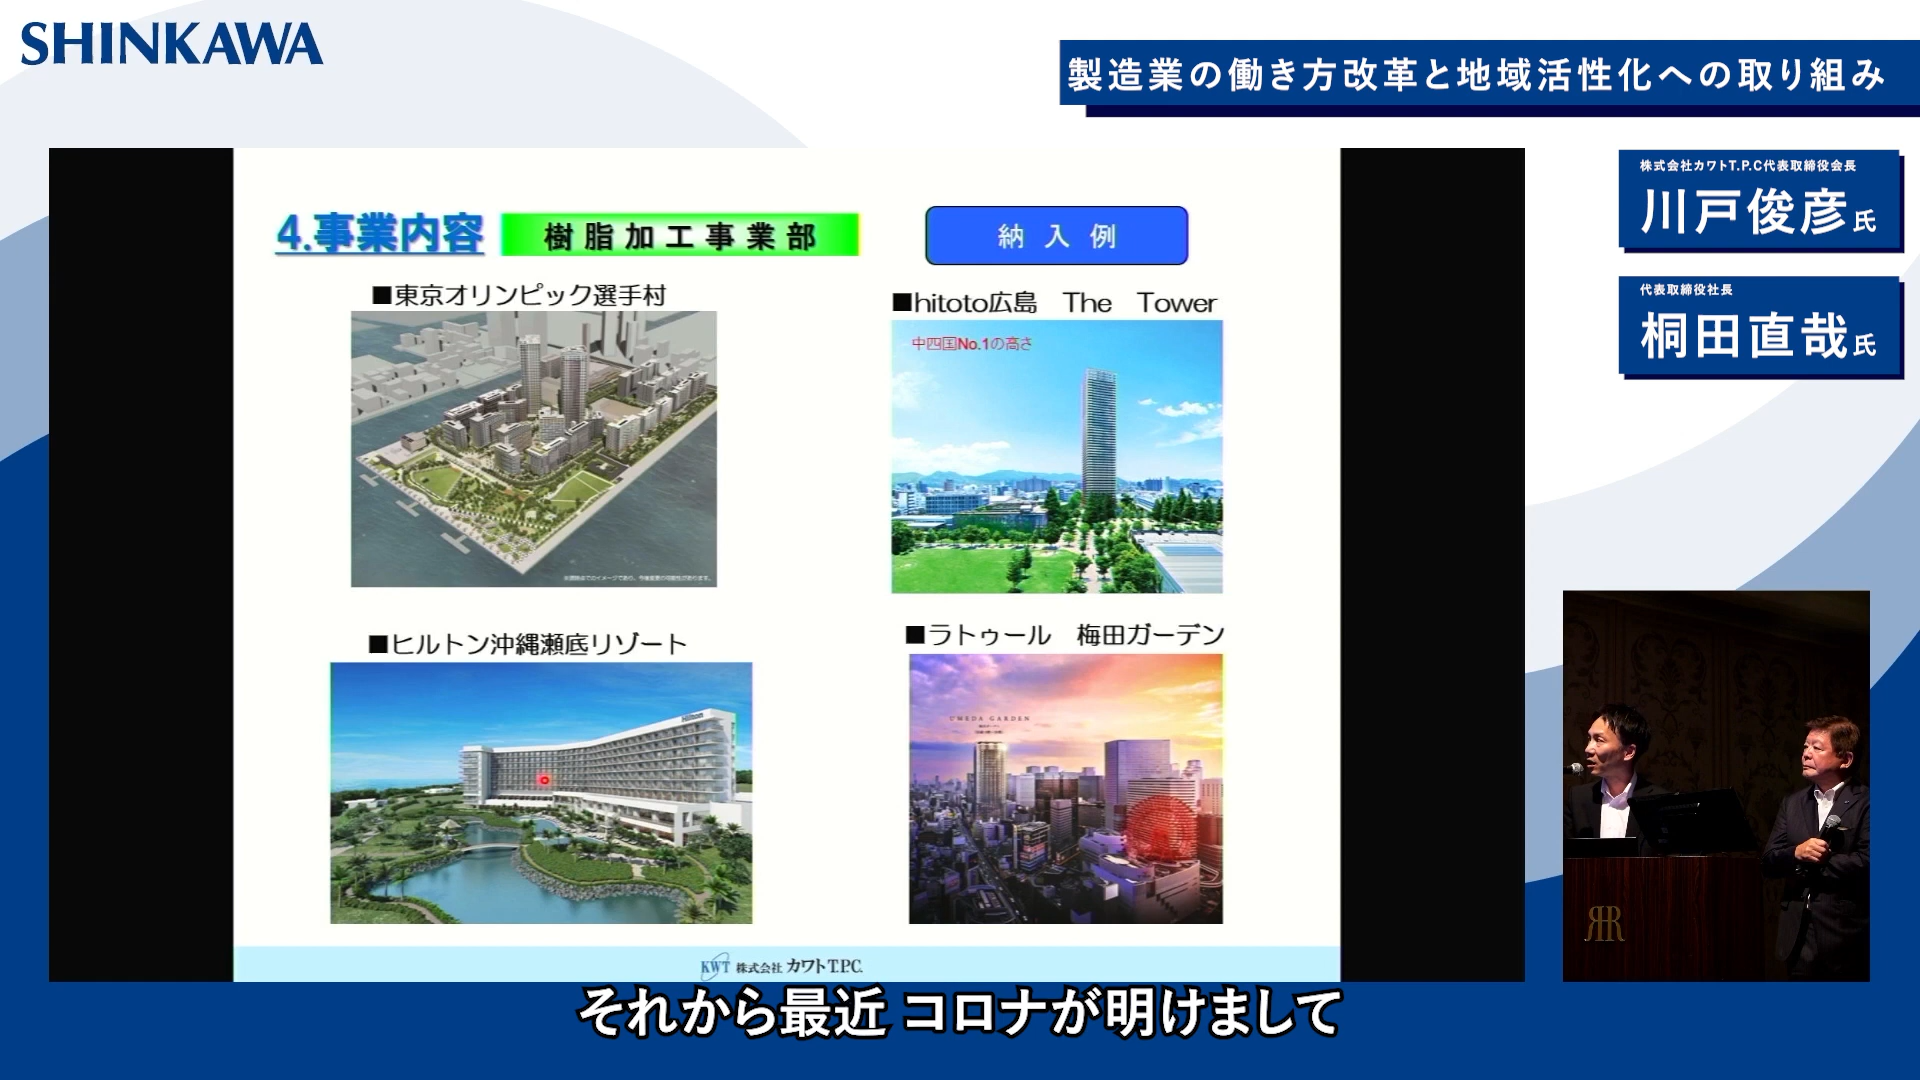 SHINKAWA
製造業の働き方改革と地域活性化への取り組み
株式会社カワトT.P.C代表取締役会長
川戸俊彦氏
代表取締役社長
桐田直哉氏
4.事業内容
樹脂加工事業部
納入例
■東京オリンピック選手村
■hitoto広島 The Tower
中四国No.1の高さ
■ヒルトン沖縄瀬底リゾート
Hilton
■ラトゥール 梅田ガーデン
UMEDA GARDEN
KWT 株式会社 カワトT.P.C.
それから最近 コロナが明けまして